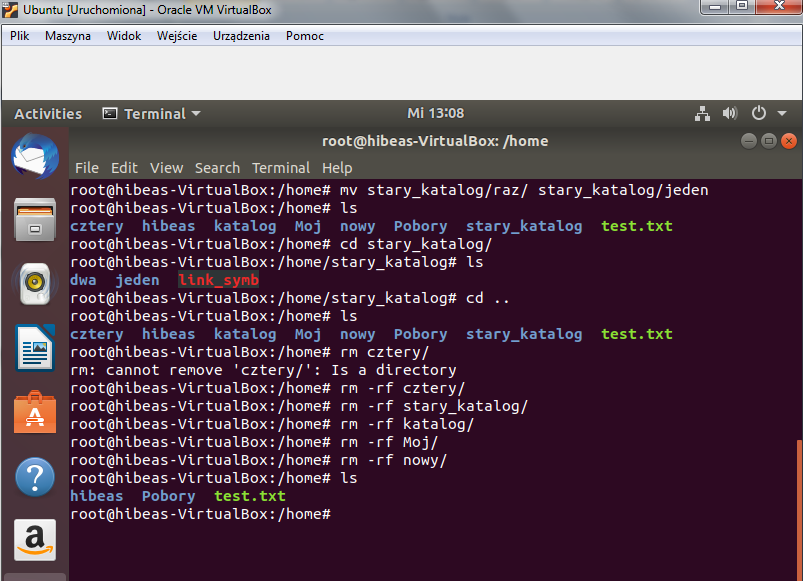 Ubuntu [Uruchomiona] - Oracle VM VirtualBox
Plik Maszyna Widok Wejście Urządzenia Pomoc
Activities Terminal Mi 13:08
root@hibeas-VirtualBox: /home
File Edit View Search Terminal Help
root@hibeas-VirtualBox:/home# mv stary_katalog/raz/ stary_katalog/jeden
root@hibeas-VirtualBox:/home# ls
cztery hibeas katalog Moj nowy Pobory stary_katalog test.txt
root@hibeas-VirtualBox:/home# cd stary_katalog/
root@hibeas-VirtualBox:/home/stary_katalog# ls
dwa jeden link_symb
root@hibeas-VirtualBox:/home/stary_katalog# cd ..
root@hibeas-VirtualBox:/home# ls
cztery hibeas katalog Moj nowy Pobory stary_katalog test.txt
root@hibeas-VirtualBox:/home# rm cztery/
rm: cannot remove 'cztery/': Is a directory
root@hibeas-VirtualBox:/home# rm -rf cztery/
root@hibeas-VirtualBox:/home# rm -rf stary_katalog/
root@hibeas-VirtualBox:/home# rm -rf katalog/
root@hibeas-VirtualBox:/home# rm -rf Moj/
root@hibeas-VirtualBox:/home# rm -rf nowy/
root@hibeas-VirtualBox:/home# ls
hibeas Pobory test.txt
root@hibeas-VirtualBox:/home#